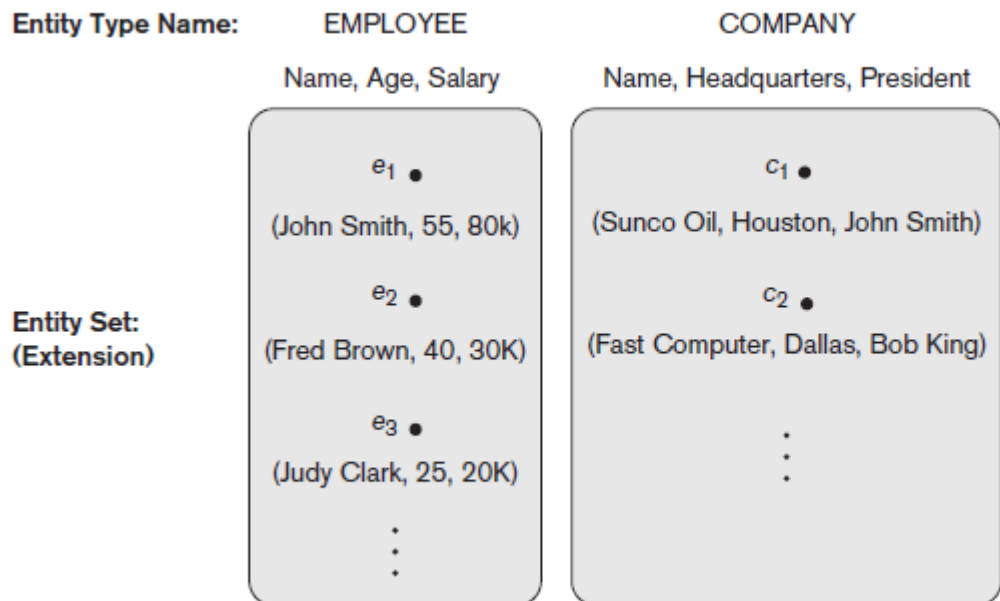 Entity Type Name: EMPLOYEE COMPANY
Name, Age, Salary Name, Headquarters, President
e1 c1
(John Smith, 55, 80k) (Sunco Oil, Houston, John Smith)
e2 c2
Entity Set:
(Extension)
(Fred Brown, 40, 30K) (Fast Computer, Dallas, Bob King)
e3
(Judy Clark, 25, 20K)